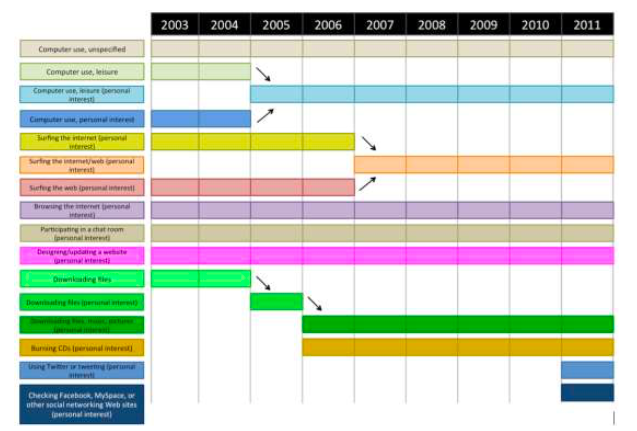 2003 2004 2005 2006 2007 2008 2009 2010 2011
Computer use, unspecified
Computer use, leisure
Computer use, leisure (personal
interest)
Computer use, personal interest
Surfing the internet (personal
interest)
Surfing the internet/web (personal
interest)
Surfing the web (personal interest)
Browsing the Internet (personal
interest)
Participating in a chat room
(personal interest)
Designing/updating a website
(personal interest)
Downloading files
Downloading files (personal interest)
Downloading files, music, pictures
(personal interest)
Burning CDs (personal interest)
Using Twitter or tweeting (personal
interest)
Checking Facebook, MySpace, or
other social networking Web sites
(personal interest)